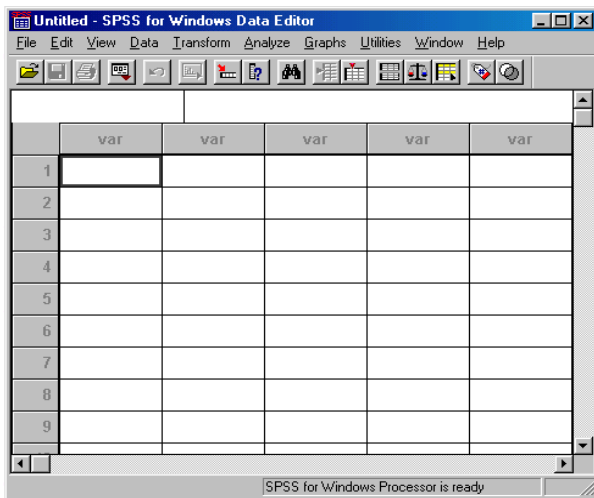 Untitled - SPSS for Windows Data Editor
File Edit View Data Transform Analyze Graphs Utilities Window Help
var var var var var
1
2
3
4
5
6
7
8
9
SPSS for Windows Processor is ready